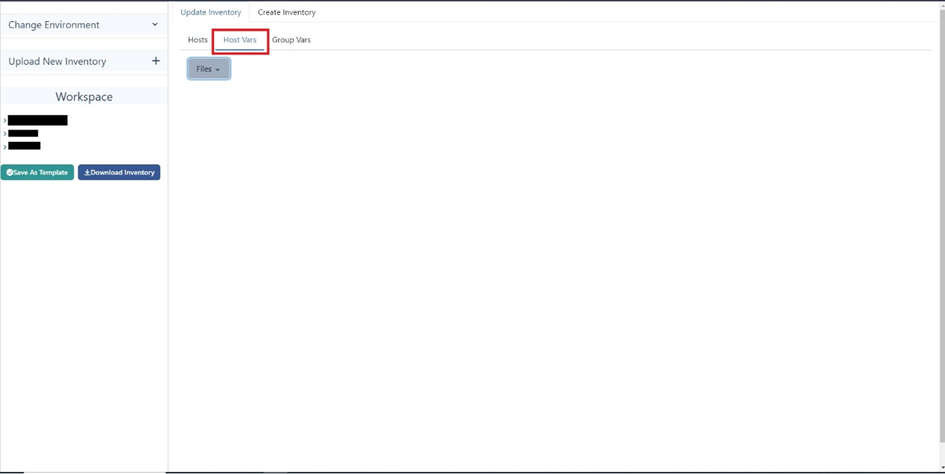 Change Environment
Upload New Inventory
Workspace
Save As Template
Download Inventory
Update Inventory
Create Inventory
Hosts
Host Vars
Group Vars
Files